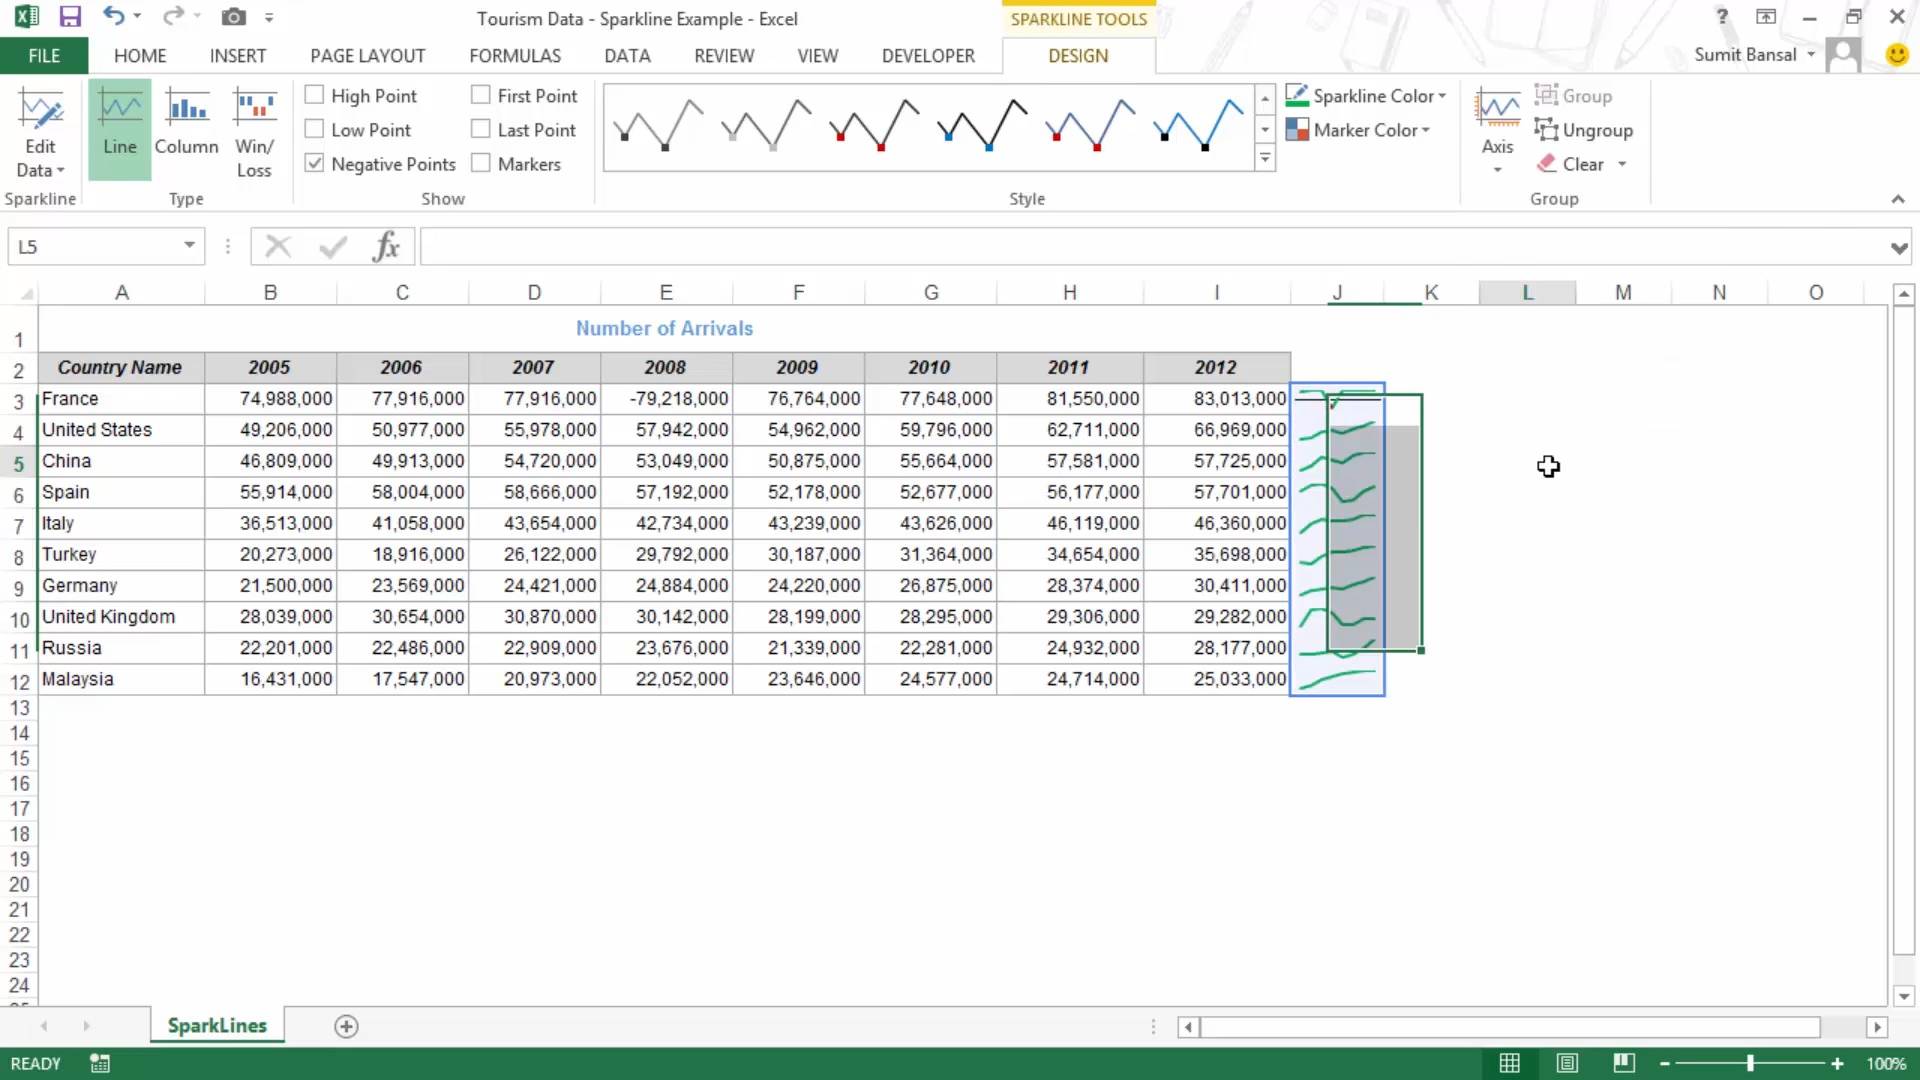 Tourism Data - Sparkline Example - Excel
SPARKLINE TOOLS
?
FILE HOME INSERT PAGE LAYOUT FORMULAS DATA REVIEW VIEW DEVELOPER DESIGN
Sumit Bansal
Edit Data
Line
Column
Win/ Loss
High Point
First Point
Low Point
Last Point
Negative Points
Markers
Sparkline Color
Marker Color
Axis
Group
Ungroup
Clear
Sparkline Type Show Style Group
L5
fx
A B C D E F G H I J K L M N O
1 Number of Arrivals
2 Country Name 2005 2006 2007 2008 2009 2010 2011 2012
3 France 74,988,000 77,916,000 77,916,000 -79,218,000 76,764,000 77,648,000 81,550,000 83,013,000
4 United States 49,206,000 50,977,000 55,978,000 57,942,000 54,962,000 59,796,000 62,711,000 66,969,000
5 China 46,809,000 49,913,000 54,720,000 53,049,000 50,875,000 55,664,000 57,581,000 57,725,000
6 Spain 55,914,000 58,004,000 58,666,000 57,192,000 52,178,000 52,677,000 56,177,000 57,701,000
7 Italy 36,513,000 41,058,000 43,654,000 42,734,000 43,239,000 43,626,000 46,119,000 46,360,000
8 Turkey 20,273,000 18,916,000 26,122,000 29,792,000 30,187,000 31,364,000 34,654,000 35,698,000
9 Germany 21,500,000 23,569,000 24,421,000 24,884,000 24,220,000 26,875,000 28,374,000 30,411,000
10 United Kingdom 28,039,000 30,654,000 30,870,000 30,142,000 28,199,000 28,295,000 29,306,000 29,282,000
11 Russia 22,201,000 22,486,000 22,909,000 23,676,000 21,339,000 22,281,000 24,932,000 28,177,000
12 Malaysia 16,431,000 17,547,000 20,973,000 22,052,000 23,646,000 24,577,000 24,714,000 25,033,000
13
14
15
16
17
18
19
20
21
22
23
24
SparkLines
READY
100%